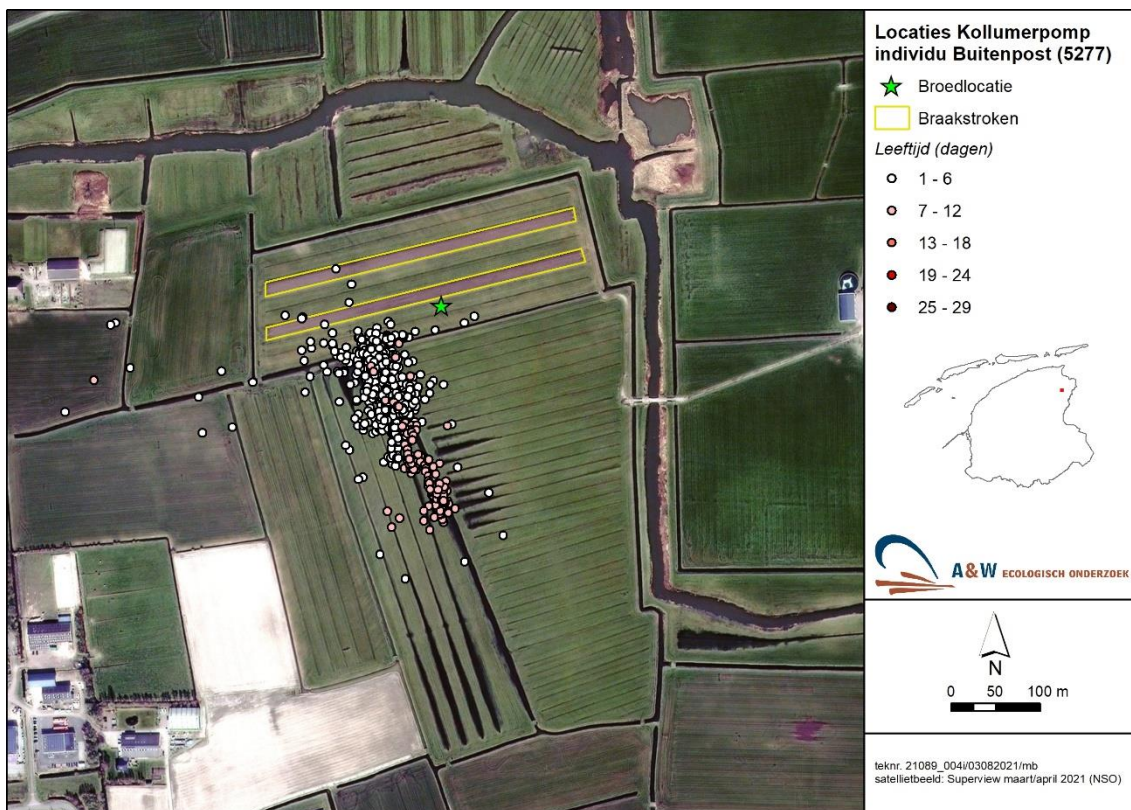 Locaties Kollumerpomp
individu Buitenpost (5277)
Broedlocatie
Braakstroken
Leeftijd (dagen)
1 - 6
7 - 12
13 - 18
19 - 24
25 - 29
A&W ECOLOGISCH ONDERZOEK
N
0 50 100 m
teknr. 21089_004i/03082021/mb
satellietbeeld: Superview maart/april 2021 (NSO)